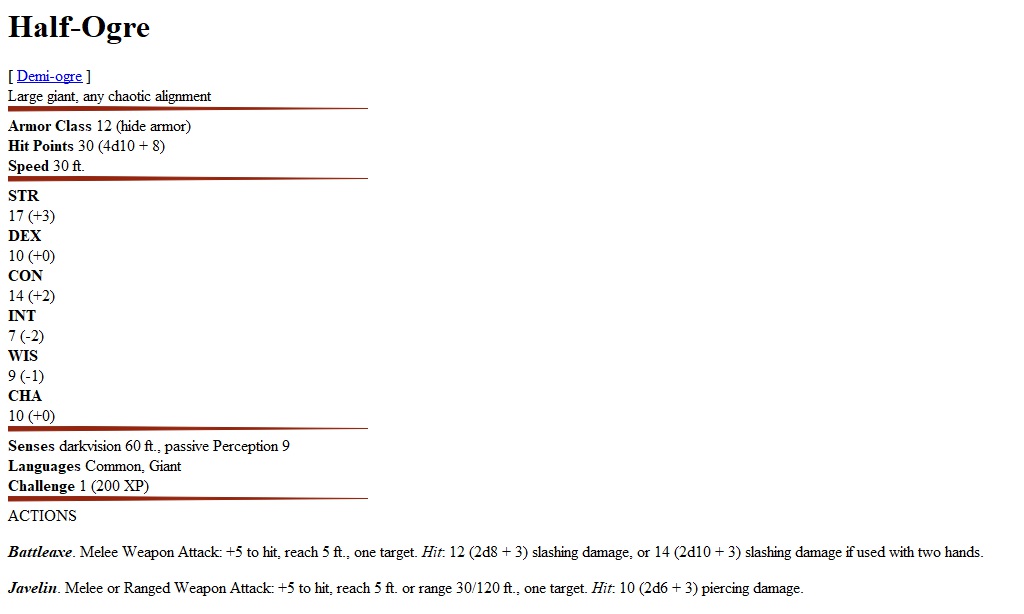 Half-Ogre
[ Demi-ogre ]
Large giant, any chaotic alignment
Armor Class 12 (hide armor)
Hit Points 30 (4d10 + 8)
Speed 30 ft.
STR
17 (+3)
DEX
10 (+0)
CON
14 (+2)
INT
7 (-2)
WIS
9 (-1)
CHA
10 (+0)
Senses darkvision 60 ft., passive Perception 9
Languages Common, Giant
Challenge 1 (200 XP)
ACTIONS
Battleaxe. Melee Weapon Attack: +5 to hit, reach 5 ft., one target. Hit: 12 (2d8 + 3) slashing damage, or 14 (2d10 + 3) slashing damage if used with two hands.
Javelin. Melee or Ranged Weapon Attack: +5 to hit, reach 5 ft. or range 30/120 ft., one target. Hit: 10 (2d6 + 3) piercing damage.